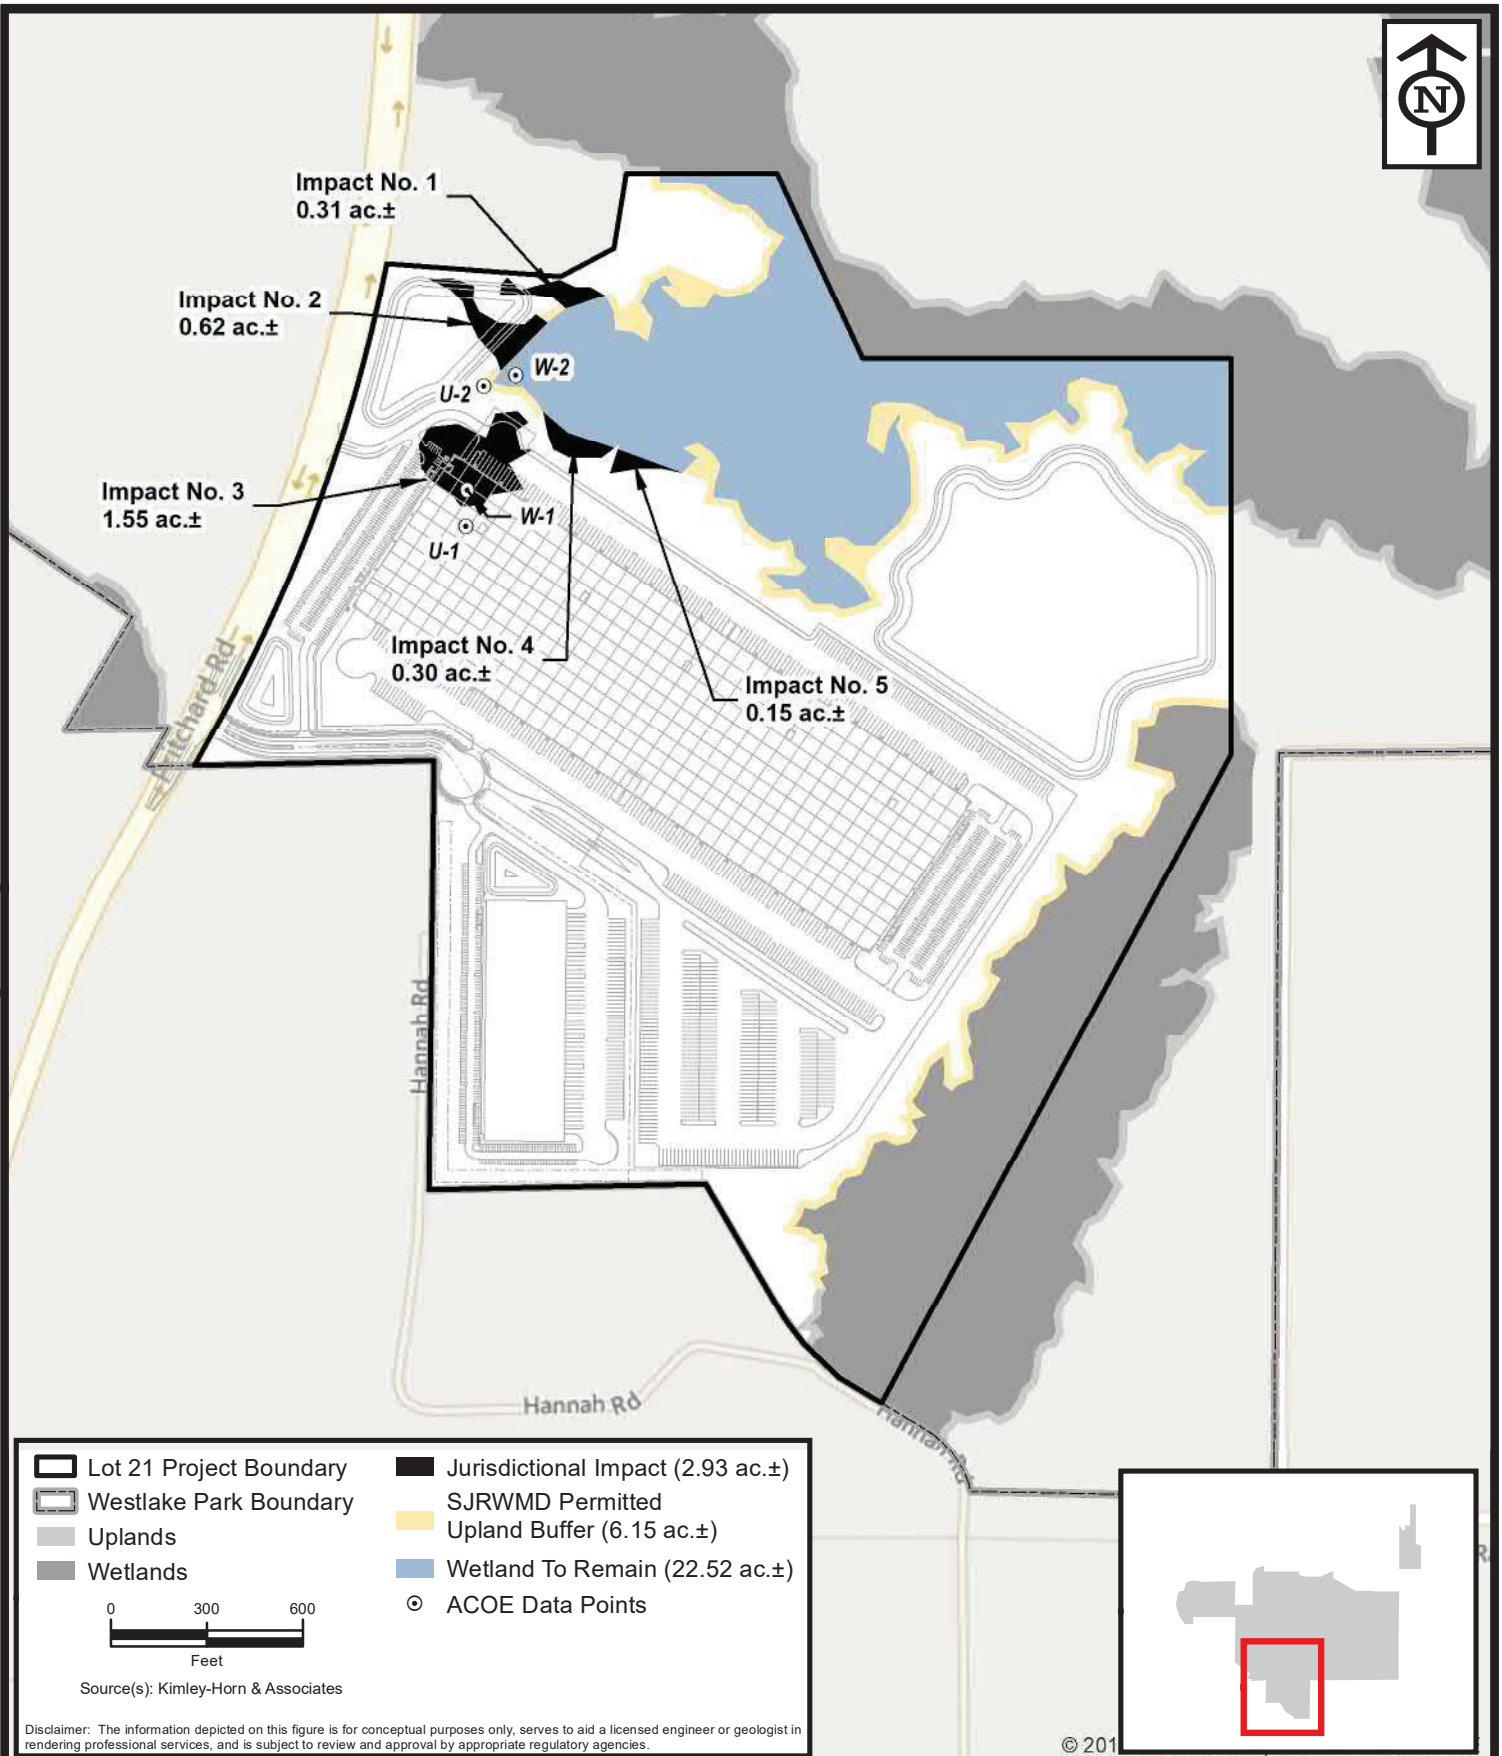 N
Impact No. 1
0.31 ac.±
Impact No. 2
0.62 ac.±
W-2
U-2
Impact No. 3
1.55 ac.±
W-1
U-1
Impact No. 4
0.30 ac.±
Impact No. 5
0.15 ac.±
Pritchard Rd
Hannah Rd
Hannah Rd
Hannah Rd
Lot 21 Project Boundary
Westlake Park Boundary
Uplands
Wetlands
0 300 600
Feet
Source(s): Kimley-Horn & Associates
Jurisdictional Impact (2.93 ac.±)
SJRWMD Permitted
Upland Buffer (6.15 ac.±)
Wetland To Remain (22.52 ac.±)
ACOE Data Points
Disclaimer: The information depicted on this figure is for conceptual purposes only, serves to aid a licensed engineer or geologist in
rendering professional services, and is subject to review and approval by appropriate regulatory agencies.
© 201